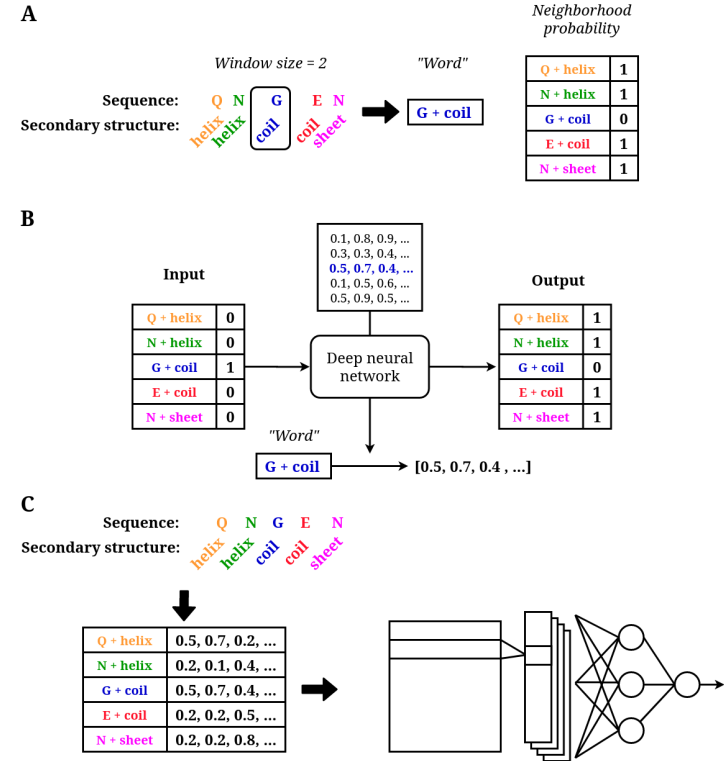 A
Neighborhood
probability
Window size = 2
"Word"
Sequence: Q N G E N
Secondary structure: helix helix coil coil sheet
G + coil
Q + helix 1
N + helix 1
G + coil 0
E + coil 1
N + sheet 1
B
0.1, 0.8, 0.9, ...
0.3, 0.3, 0.4, ...
0.5, 0.7, 0.4, ...
0.1, 0.5, 0.6, ...
0.5, 0.9, 0.5, ...
Input
Q + helix 0
N + helix 0
G + coil 1
E + coil 0
N + sheet 0
Deep neural
network
Output
Q + helix 1
N + helix 1
G + coil 0
E + coil 1
N + sheet 1
"Word"
G + coil
[0.5, 0.7, 0.4 , ...]
C
Sequence: Q N G E N
Secondary structure: helix helix coil coil sheet
Q + helix 0.5, 0.7, 0.2, ...
N + helix 0.2, 0.1, 0.4, ...
G + coil 0.5, 0.7, 0.4, ...
E + coil 0.2, 0.2, 0.5, ...
N + sheet 0.2, 0.2, 0.8, ...